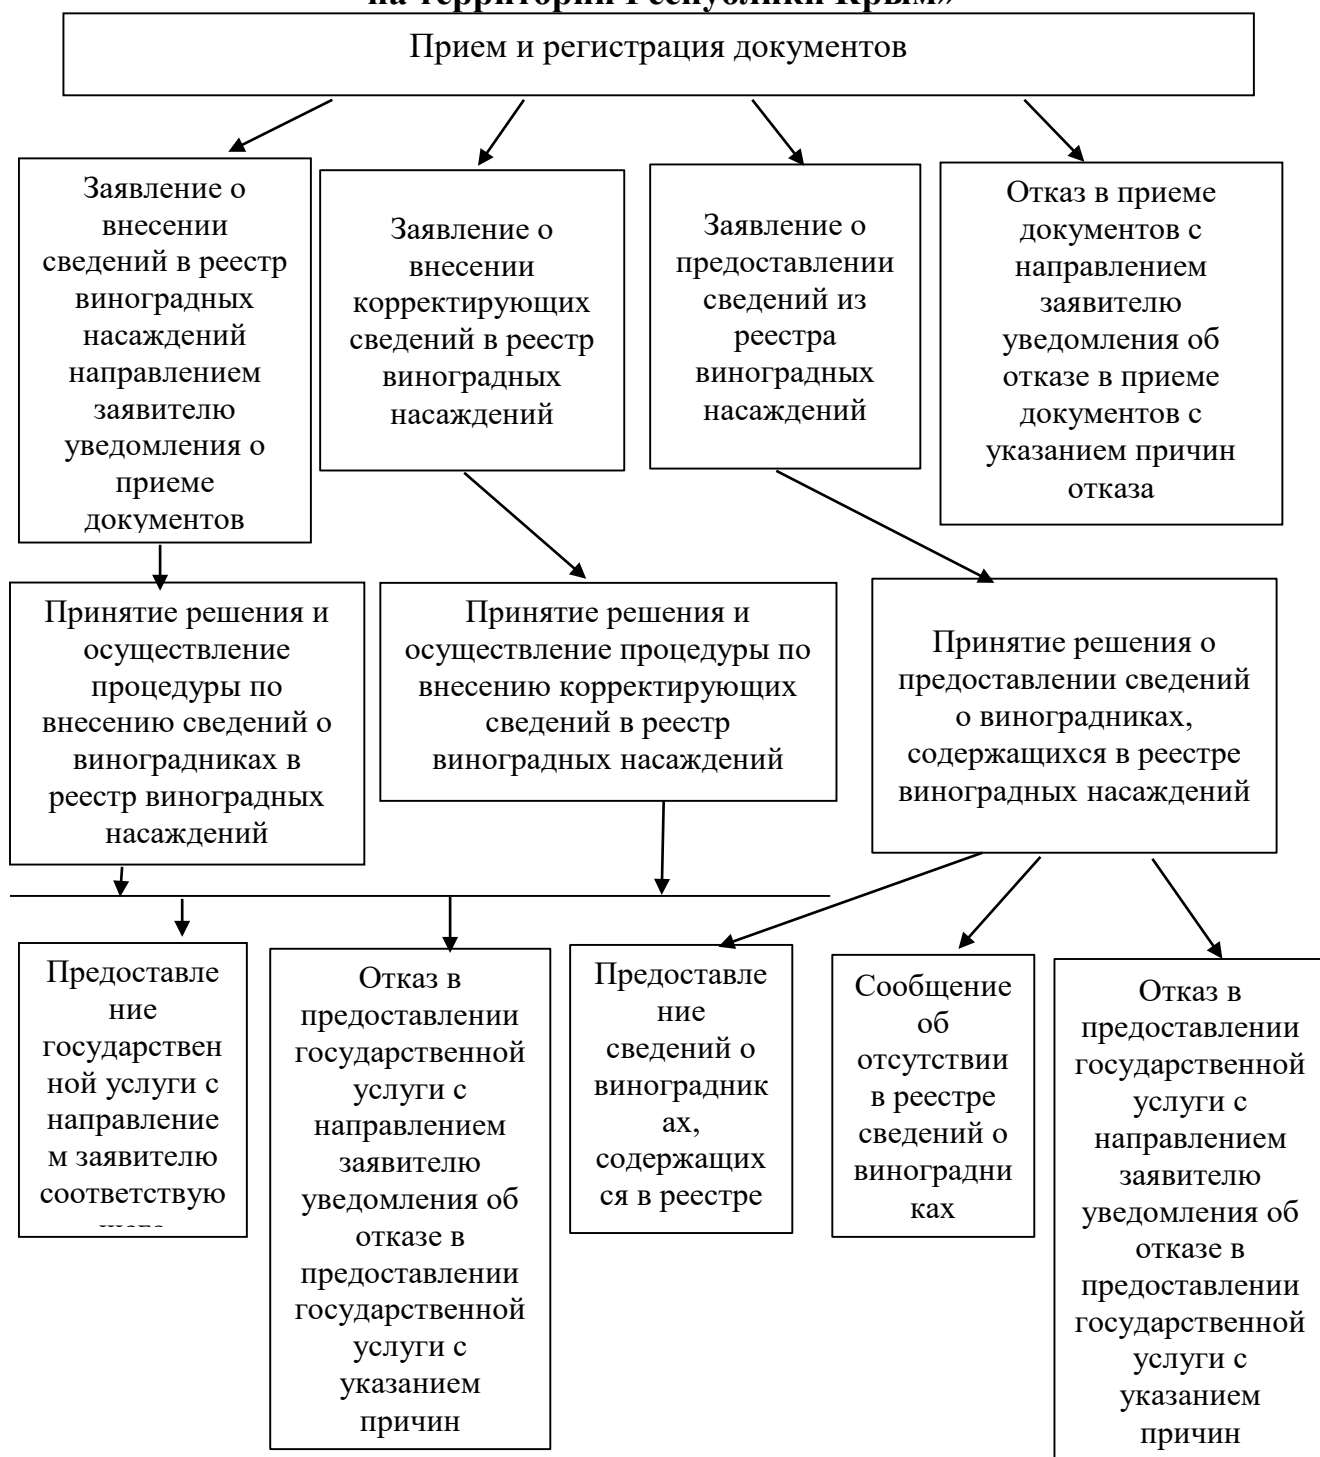 на территории Республики Крым»
Прием и регистрация документов
Заявление о
внесении
сведений в реестр
виноградных
насаждений
направлением
заявителю
уведомления о
приеме
документов
Заявление о
внесении
корректирующих
сведений в реестр
виноградных
насаждений
Заявление о
предоставлении
сведений из
реестра
виноградных
насаждений
Отказ в приеме
документов с
направлением
заявителю
уведомления об
отказе в приеме
документов с
указанием причин
отказа
Принятие решения и
осуществление
процедуры по
внесению сведений о
виноградниках в
реестр виноградных
насаждений
Принятие решения и
осуществление процедуры по
внесению корректирующих
сведений в реестр
виноградных насаждений
Принятие решения о
предоставлении сведений
о виноградниках,
содержащихся в реестре
виноградных насаждений
Предоставле
ние
государствен
ной услуги с
направление
м заявителю
соответствую
Отказ в
предоставлении
государственной
услуги с
направлением
заявителю
уведомления об
отказе в
предоставлении
государственной
услуги с
указанием
причин
Предоставле
ние
сведений о
виноградник
ах,
содержащих
ся в реестре
Сообщение
об
отсутствии
в реестре
сведений о
виноградни
ках
Отказ в
предоставлении
государственной
услуги с
направлением
заявителю
уведомления об
отказе в
предоставлении
государственной
услуги с
указанием
причин